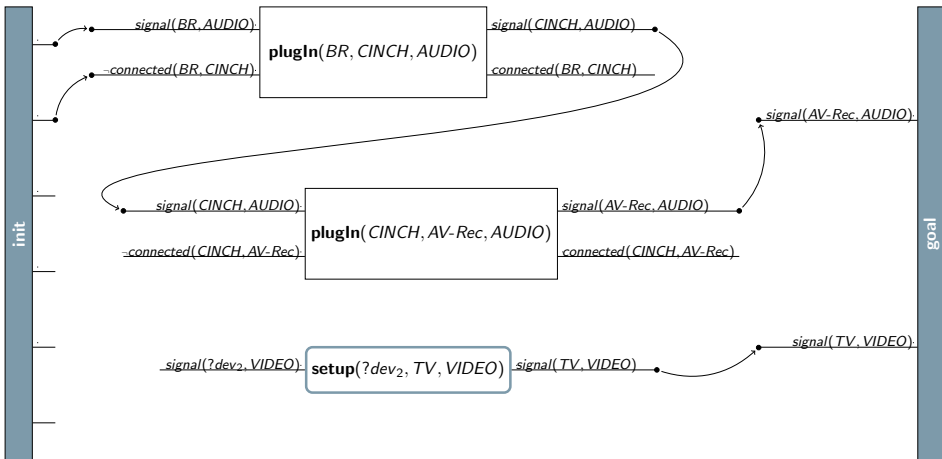 init
signal(BR, AUDIO)
¬connected(BR, CINCH)
plugIn(BR, CINCH, AUDIO)
signal(CINCH, AUDIO)
connected(BR, CINCH)
signal(AV-Rec, AUDIO)
signal(CINCH, AUDIO)
¬connected(CINCH, AV-Rec)
plugIn(CINCH, AV-Rec, AUDIO)
signal(AV-Rec, AUDIO)
connected(CINCH, AV-Rec)
signal(?dev₂, VIDEO)
setup(?dev₂, TV, VIDEO)
signal(TV, VIDEO)
signal(TV, VIDEO)
goal